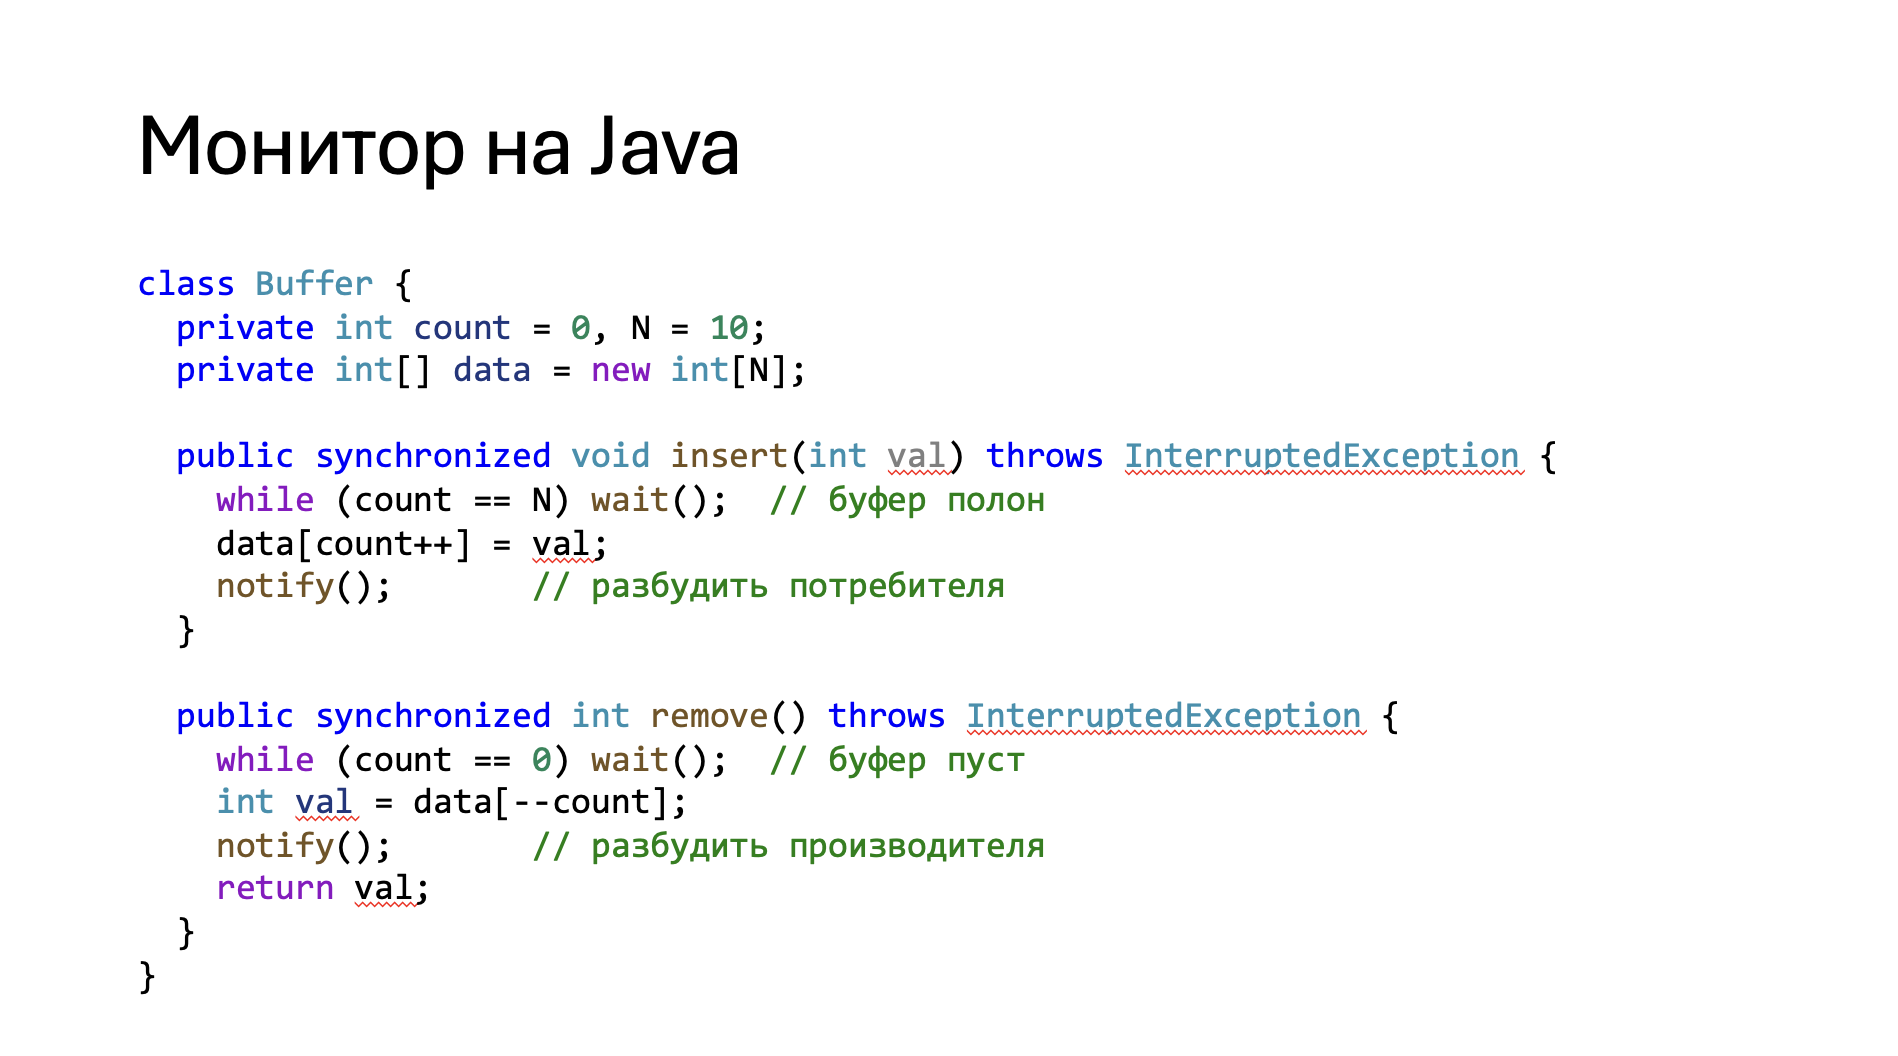 Монитор на Java
class Buffer {
  private int count = 0, N = 10;
  private int[] data = new int[N];

  public synchronized void insert(int val) throws InterruptedException {
    while (count == N) wait();  // буфер полон
    data[count++] = val;
    notify();       // разбудить потребителя
  }

  public synchronized int remove() throws InterruptedException {
    while (count == 0) wait();  // буфер пуст
    int val = data[--count];
    notify();       // разбудить производителя
    return val;
  }
}